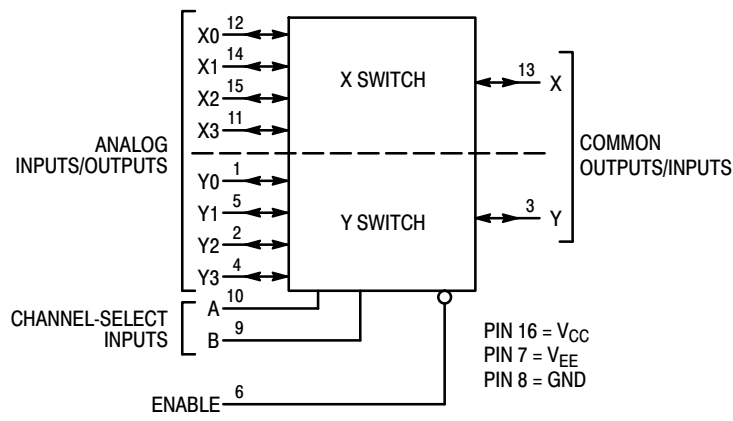 X0 12
X1 14
X2 15
X3 11
X SWITCH
13 X
ANALOG
INPUTS/OUTPUTS
COMMON
OUTPUTS/INPUTS
Y0 1
Y1 5
Y2 2
Y3 4
Y SWITCH
3 Y
CHANNEL-SELECT
INPUTS
A 10
B 9
ENABLE 6
PIN 16 = VCC
PIN 7 = VEE
PIN 8 = GND